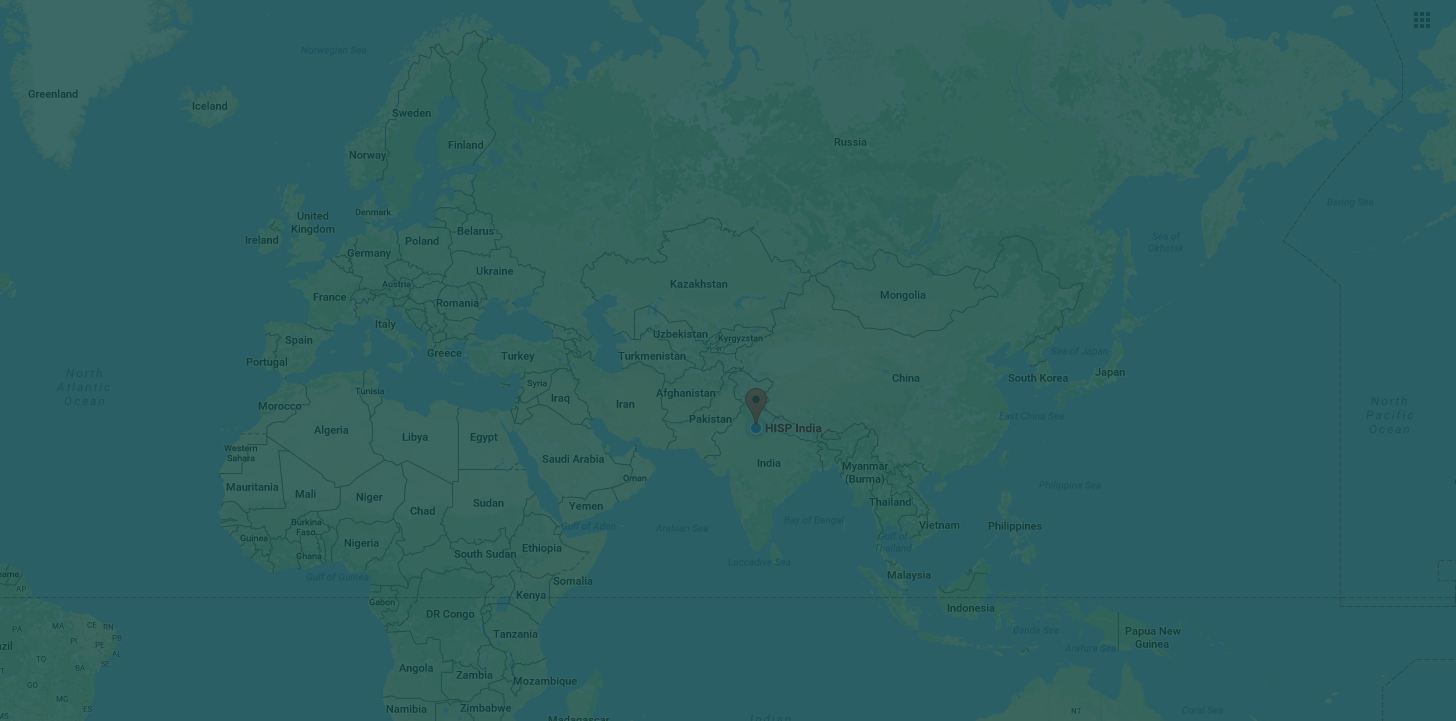 Norwegian Sea
Greenland
Iceland
Sweden
Finland
Norway
Russia
United
Kingdom
Denmark
Ireland
Belarus
Poland
Germany
Ukraine
Austria
France
Romania
Italy
Spain
Portugal
Greece
Turkey
Kazakhstan
Mongolia
Uzbekistan
Kyrgyzstan
Turkmenistan
Bering Sea
Sea of
Okhotsk
Sea of Japan
China
South Korea
Japan
North
Atlantic
Ocean
Tunisia
Morocco
Syria
Iraq
Iran
Afghanistan
Pakistan
HISP India
East China Sea
North
Pacific
Ocean
Algeria
Libya
Egypt
Western
Sahara
Saudi Arabia
India
Myanmar
(Burma)
Oman
Mauritania
Mali
Niger
Chad
Sudan
Yemen
Philippine Sea
Thailand
Burkina
Faso
Guinea
Ghana
Nigeria
South Sudan
Ethiopia
Gulf of Aden
Arabian Sea
Bay of Bengal
Vietnam
Philippines
Gulf of
Thailand
Laccadive Sea
Gulf of Guinea
Somalia
Malaysia
Gabon
Kenya
DR Congo
Indonesia
Tanzania
Banda Sea
Papua New
Guinea
Arafura Sea
Angola
Zambia
Mozambique
Namibia
Zimbabwe
Madagascar
Indian
NT
Coral Sea
name
AP
PA
MA
CE
RN
PB
PI
PE
AL
zil
TO
BA
SE
GO
MG
ES
MS